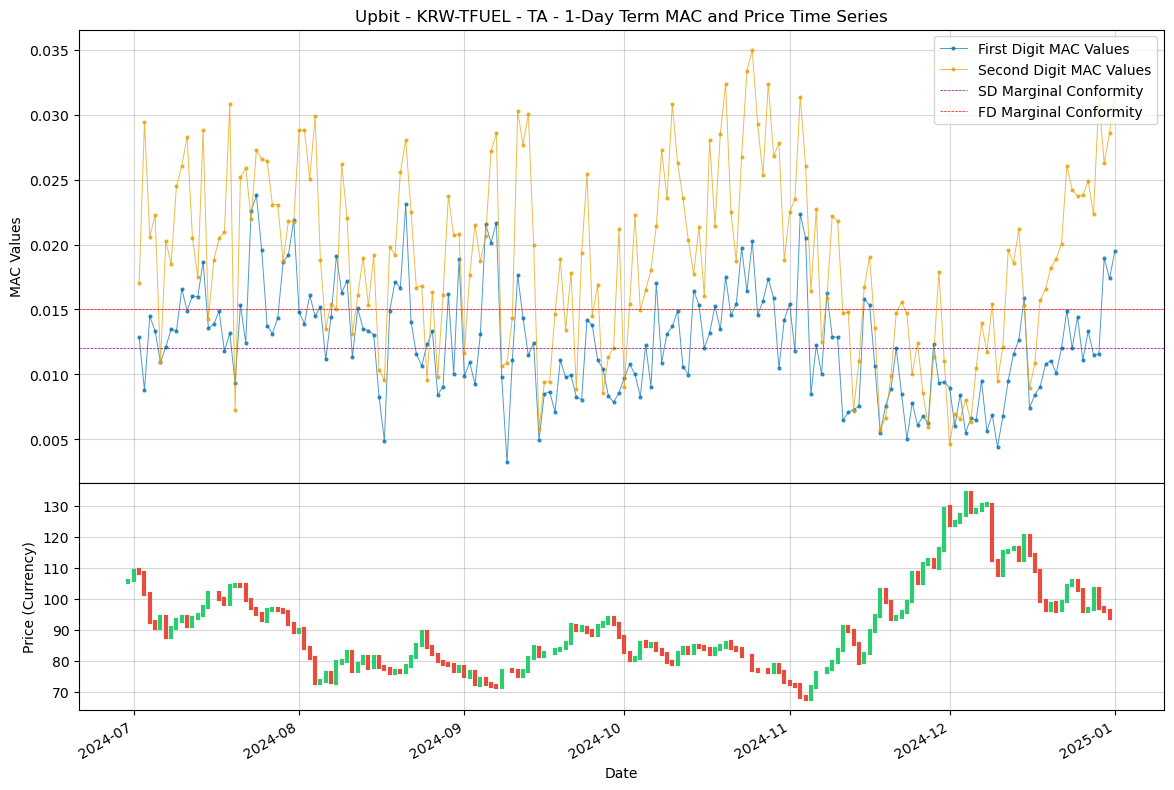 Upbit - KRW-TFUEL - TA - 1-Day Term MAC and Price Time Series
First Digit MAC Values
Second Digit MAC Values
SD Marginal Conformity
FD Marginal Conformity
MAC Values
0.035
0.030
0.025
0.020
0.015
0.010
0.005
Price (Currency)
130
120
110
100
90
80
70
2024-07
2024-08
2024-09
2024-10
2024-11
2024-12
2025-01
Date